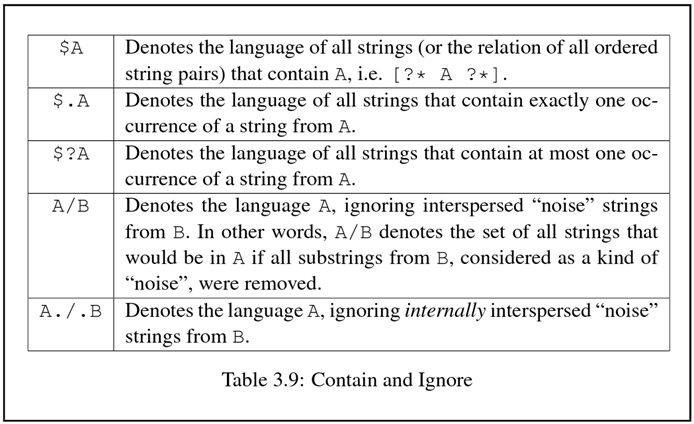 $A Denotes the language of all strings (or the relation of all ordered
string pairs) that contain A, i.e. [?* A ?*].
$.A Denotes the language of all strings that contain exactly one oc-
currence of a string from A.
$?A Denotes the language of all strings that contain at most one oc-
currence of a string from A.
A/B Denotes the language A, ignoring interspersed “noise” strings
from B. In other words, A/B denotes the set of all strings that
would be in A if all substrings from B, considered as a kind of
“noise”, were removed.
A./.B Denotes the language A, ignoring internally interspersed “noise”
strings from B.
Table 3.9: Contain and Ignore